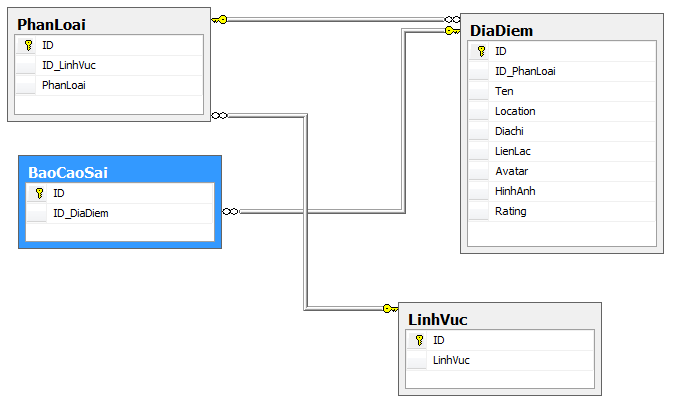 PhanLoai
ID
ID_LinhVuc
PhanLoai
DiaDiem
ID
ID_PhanLoai
Ten
Location
Diachi
LienLac
Avatar
HinhAnh
Rating
BaoCaoSai
ID
ID_DiaDiem
LinhVuc
ID
LinhVuc